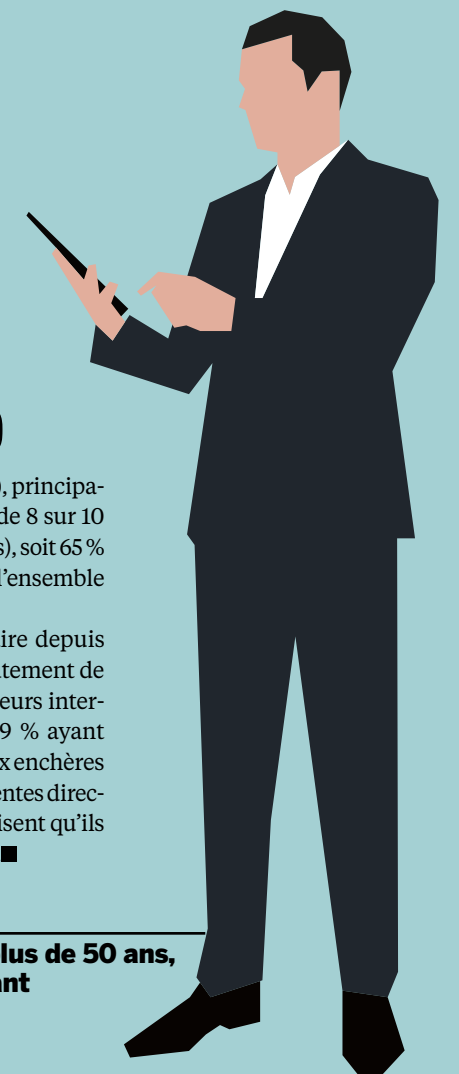 ), principa-
de 8 sur 10
s), soit 65 %
l'ensemble
ire depuis
tement de
eurs inter-
9 % ayant
x enchères
entes direc-
isent qu'ils
■
lus de 50 ans,
ant